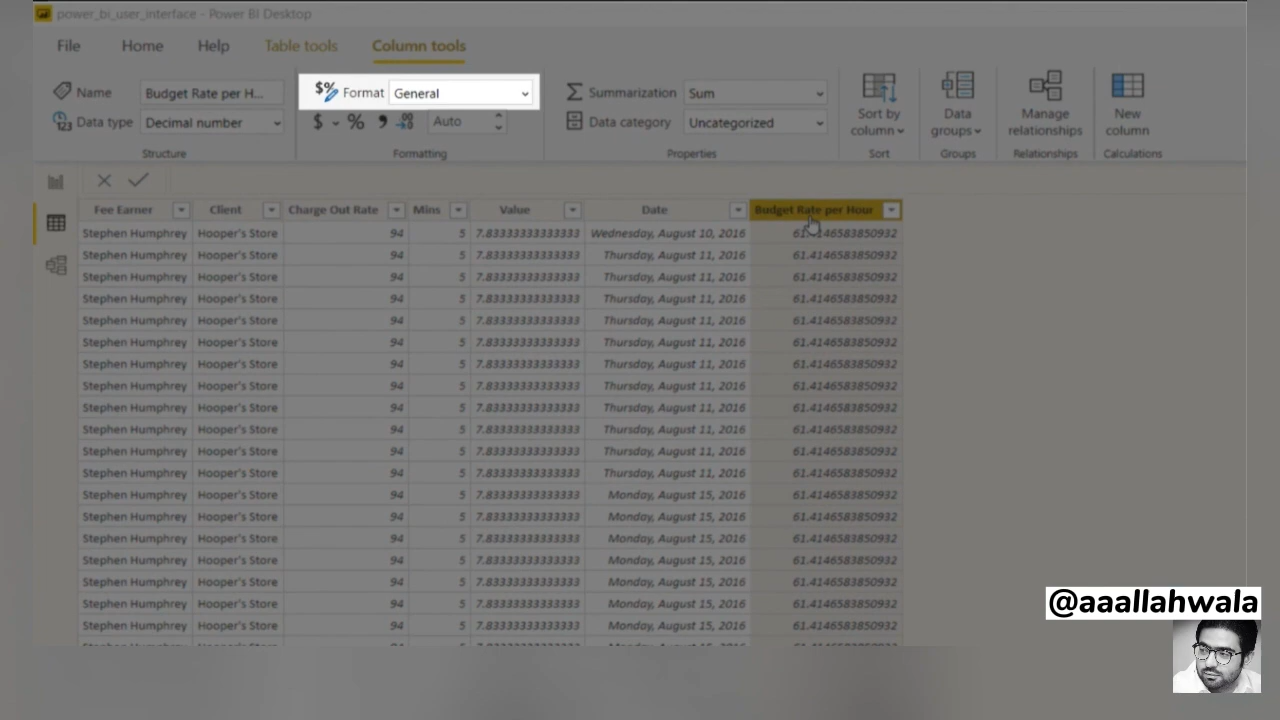 power_bi_user_interface - Power BI Desktop
File Home Help Table tools Column tools
Name Budget Rate per H... $% Format General Σ Summarization Sum Sort by column Data groups Manage relationships New column
123 Data type Decimal number $ % , .00 Auto Data category Uncategorized
Structure Formatting Properties Sort Groups Relationships Calculations
Fee Earner Client Charge Out Rate Mins Value Date Budget Rate per Hour
Stephen Humphrey Hooper's Store 94 5 7.83333333333333 Wednesday, August 10, 2016 61.4146583850932
Stephen Humphrey Hooper's Store 94 5 7.83333333333333 Thursday, August 11, 2016 61.4146583850932
Stephen Humphrey Hooper's Store 94 5 7.83333333333333 Thursday, August 11, 2016 61.4146583850932
Stephen Humphrey Hooper's Store 94 5 7.83333333333333 Thursday, August 11, 2016 61.4146583850932
Stephen Humphrey Hooper's Store 94 5 7.83333333333333 Thursday, August 11, 2016 61.4146583850932
Stephen Humphrey Hooper's Store 94 5 7.83333333333333 Thursday, August 11, 2016 61.4146583850932
Stephen Humphrey Hooper's Store 94 5 7.83333333333333 Thursday, August 11, 2016 61.4146583850932
Stephen Humphrey Hooper's Store 94 5 7.83333333333333 Thursday, August 11, 2016 61.4146583850932
Stephen Humphrey Hooper's Store 94 5 7.83333333333333 Thursday, August 11, 2016 61.4146583850932
Stephen Humphrey Hooper's Store 94 5 7.83333333333333 Thursday, August 11, 2016 61.4146583850932
Stephen Humphrey Hooper's Store 94 5 7.83333333333333 Thursday, August 11, 2016 61.4146583850932
Stephen Humphrey Hooper's Store 94 5 7.83333333333333 Thursday, August 11, 2016 61.4146583850932
Stephen Humphrey Hooper's Store 94 5 7.83333333333333 Monday, August 15, 2016 61.4146583850932
Stephen Humphrey Hooper's Store 94 5 7.83333333333333 Monday, August 15, 2016 61.4146583850932
Stephen Humphrey Hooper's Store 94 5 7.83333333333333 Monday, August 15, 2016 61.4146583850932
Stephen Humphrey Hooper's Store 94 5 7.83333333333333 Monday, August 15, 2016 61.4146583850932
Stephen Humphrey Hooper's Store 94 5 7.83333333333333 Monday, August 15, 2016 61.4146583850932
Stephen Humphrey Hooper's Store 94 5 7.83333333333333 Monday, August 15, 2016 61.4146583850932
Stephen Humphrey Hooper's Store 94 5 7.83333333333333 Monday, August 15, 2016 61.4146583850932
@aaallahwala